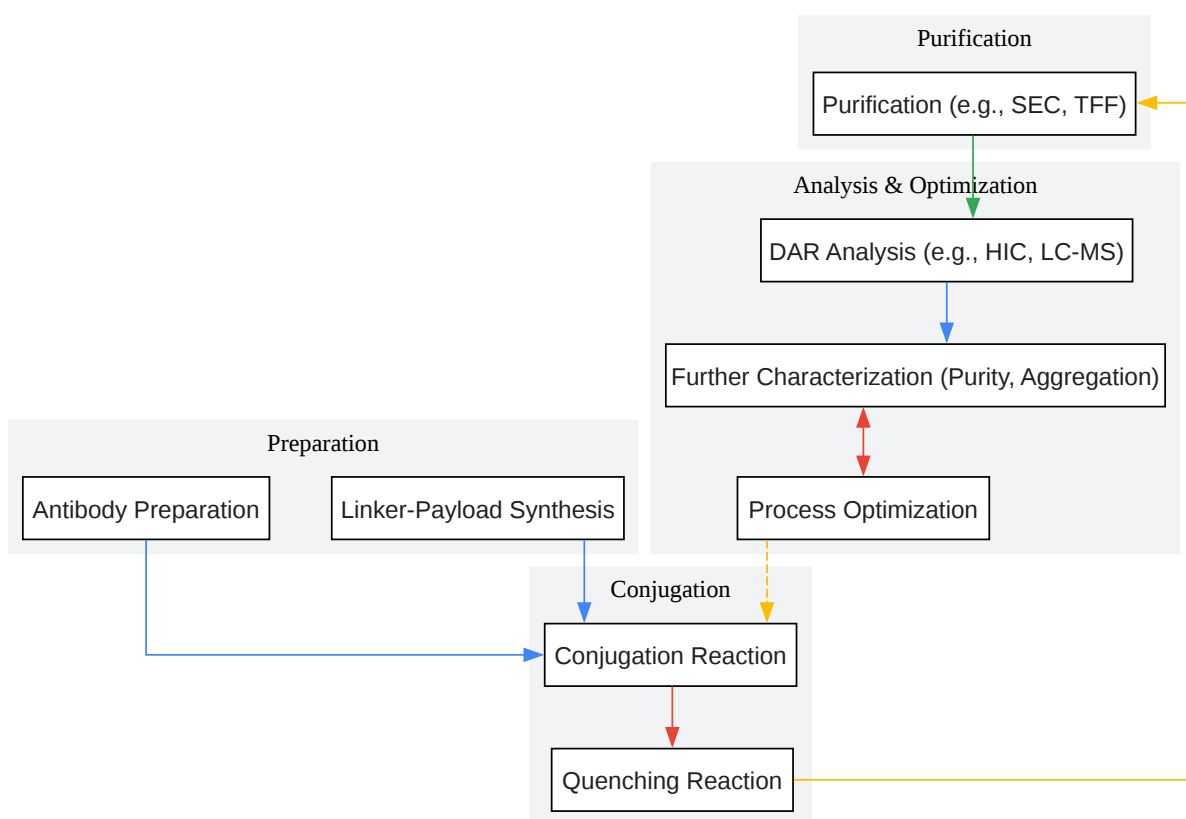 Purification
Purification (e.g., SEC, TFF)
Analysis & Optimization
DAR Analysis (e.g., HIC, LC-MS)
Further Characterization (Purity, Aggregation)
Preparation
Antibody Preparation
Linker-Payload Synthesis
Process Optimization
Conjugation
Conjugation Reaction
Quenching Reaction